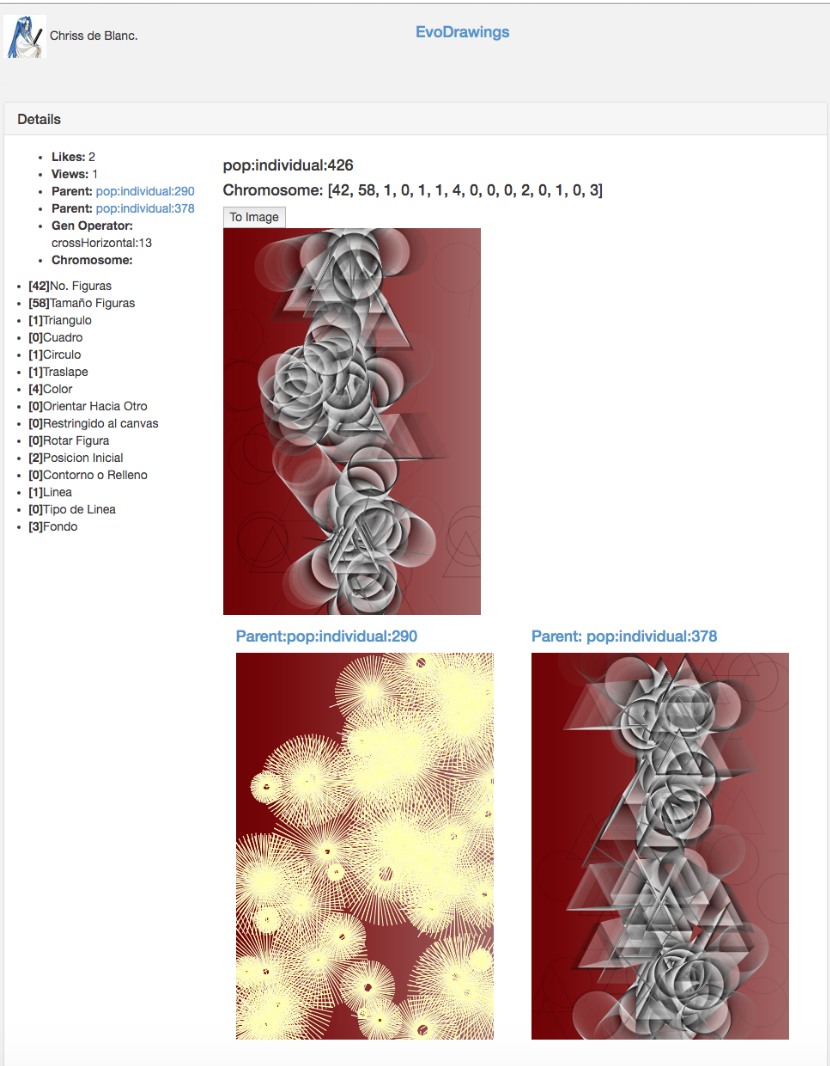 Chriss de Blanc.
EvoDrawings
Details
Likes: 2
Views: 1
Parent: pop:individual:290
Parent: pop:individual:378
Gen Operator:
crossHorizontal:13
Chromosome:
[42]No. Figuras
[58]Tamaño Figuras
[1]Triangulo
[0]Cuadro
[1]Circulo
[1]Traslape
[4]Color
[0]Orientar Hacia Otro
[0]Restringido al canvas
[0]Rotar Figura
[2]Posicion Inicial
[0]Contorno o Relleno
[1]Linea
[0]Tipo de Linea
[3]Fondo
pop:individual:426
Chromosome: [42, 58, 1, 0, 1, 1, 4, 0, 0, 0, 2, 0, 1, 0, 3]
To Image
Parent:pop:individual:290
Parent: pop:individual:378